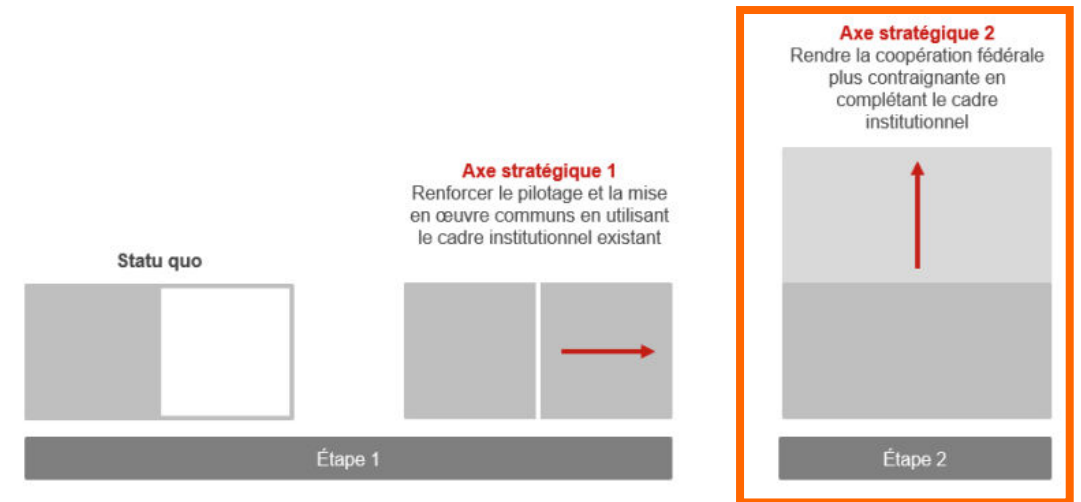 Statu quo
Axe stratégique 1
Renforcer le pilotage et la mise
en œuvre communs en utilisant
le cadre institutionnel existant
Étape 1
Axe stratégique 2
Rendre la coopération fédérale
plus contraignante en
complétant le cadre
institutionnel
Étape 2